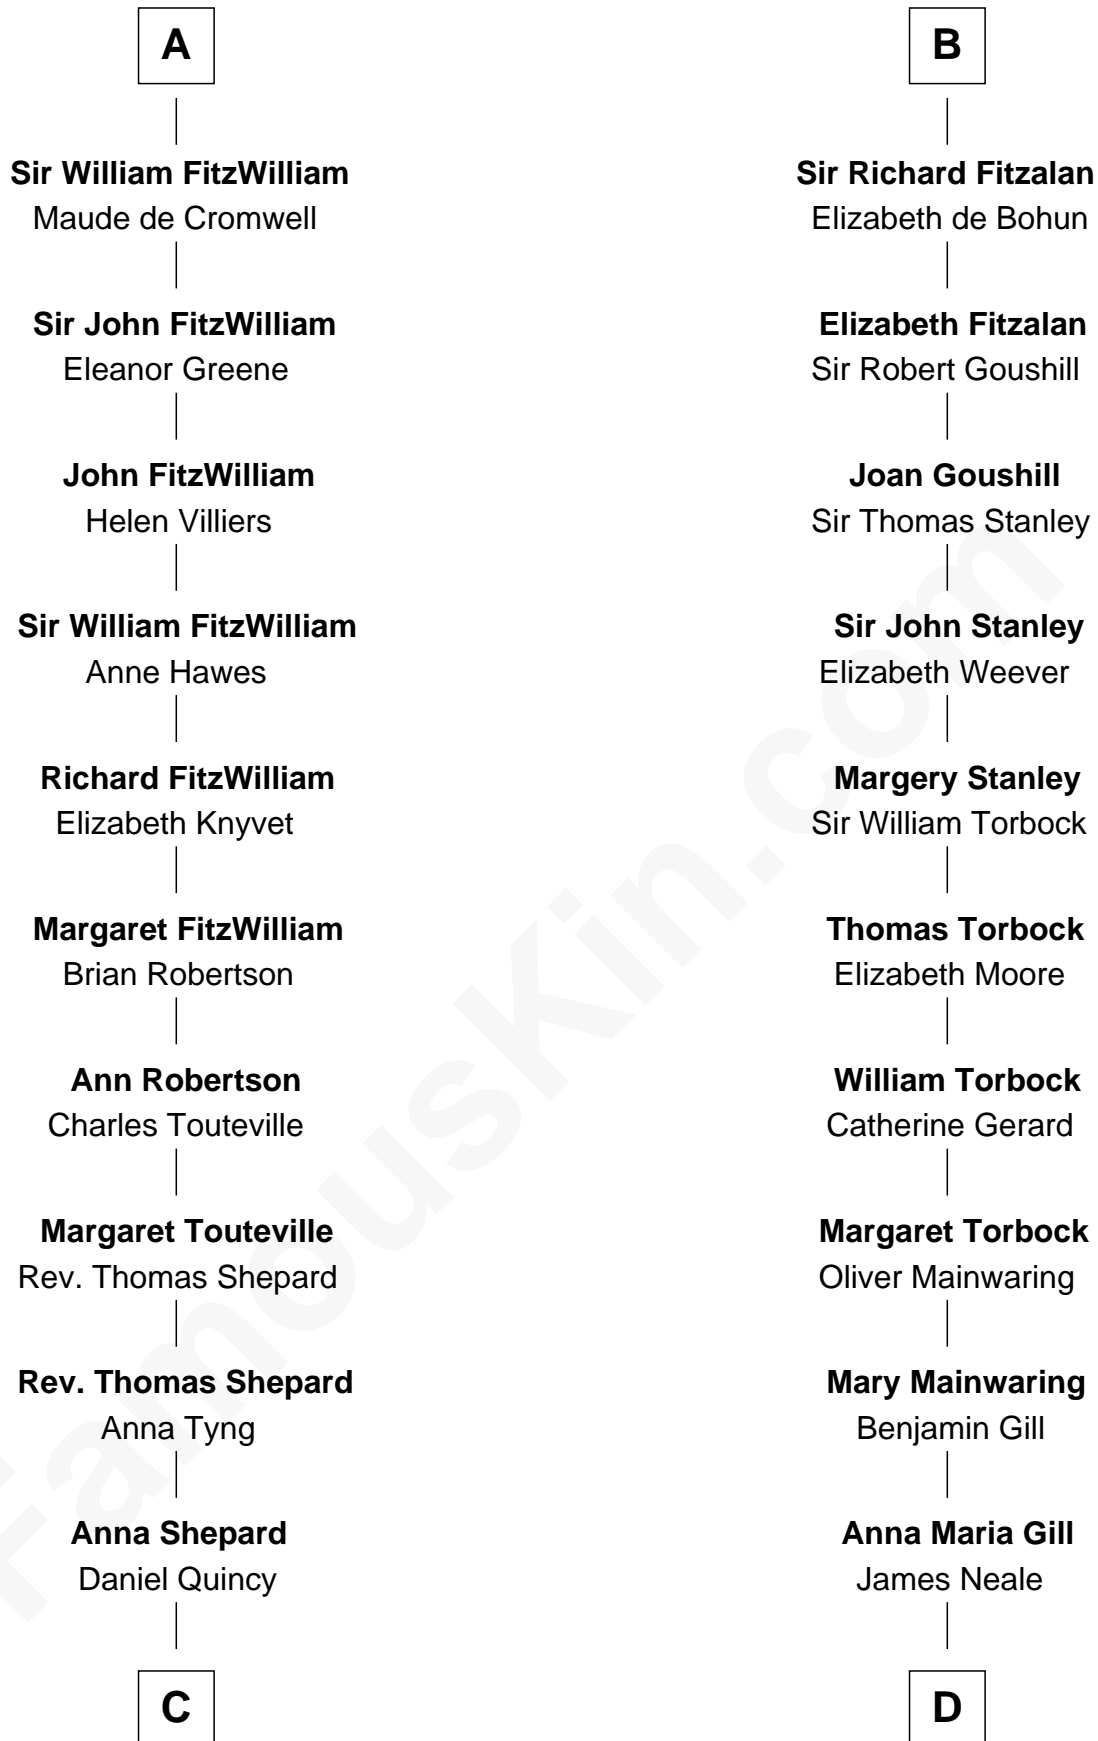 A
Sir William FitzWilliam
Maude de Cromwell
Sir John FitzWilliam
Eleanor Greene
John FitzWilliam
Helen Villiers
Sir William FitzWilliam
Anne Hawes
Richard FitzWilliam
Elizabeth Knyvet
Margaret FitzWilliam
Brian Robertson
Ann Robertson
Charles Touteville
Margaret Touteville
Rev. Thomas Shepard
Rev. Thomas Shepard
Anna Tyng
Anna Shepard
Daniel Quincy
C
B
Sir Richard Fitzalan
Elizabeth de Bohun
Elizabeth Fitzalan
Sir Robert Goushill
Joan Goushill
Sir Thomas Stanley
Sir John Stanley
Elizabeth Weever
Margery Stanley
Sir William Torbock
Thomas Torbock
Elizabeth Moore
William Torbock
Catherine Gerard
Margaret Torbock
Oliver Mainwaring
Mary Mainwaring
Benjamin Gill
Anna Maria Gill
James Neale
D
FamousKin.com